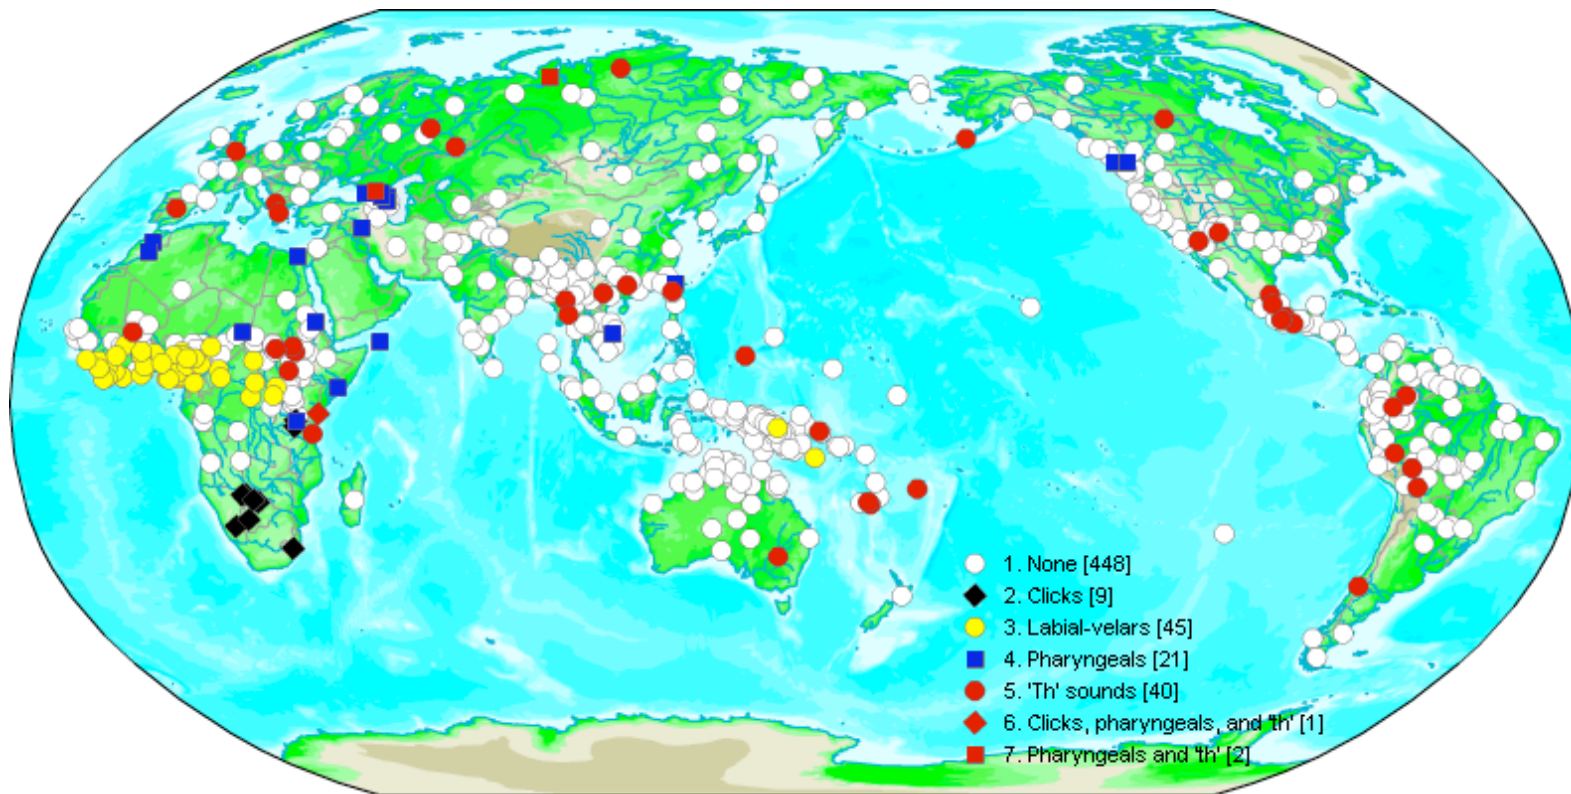 1. None [448]
2. Clicks [9]
3. Labial-velars [45]
4. Pharyngeals [21]
5. 'Th' sounds [40]
6. Clicks, pharyngeals, and 'th' [1]
7. Pharyngeals and 'th' [2]